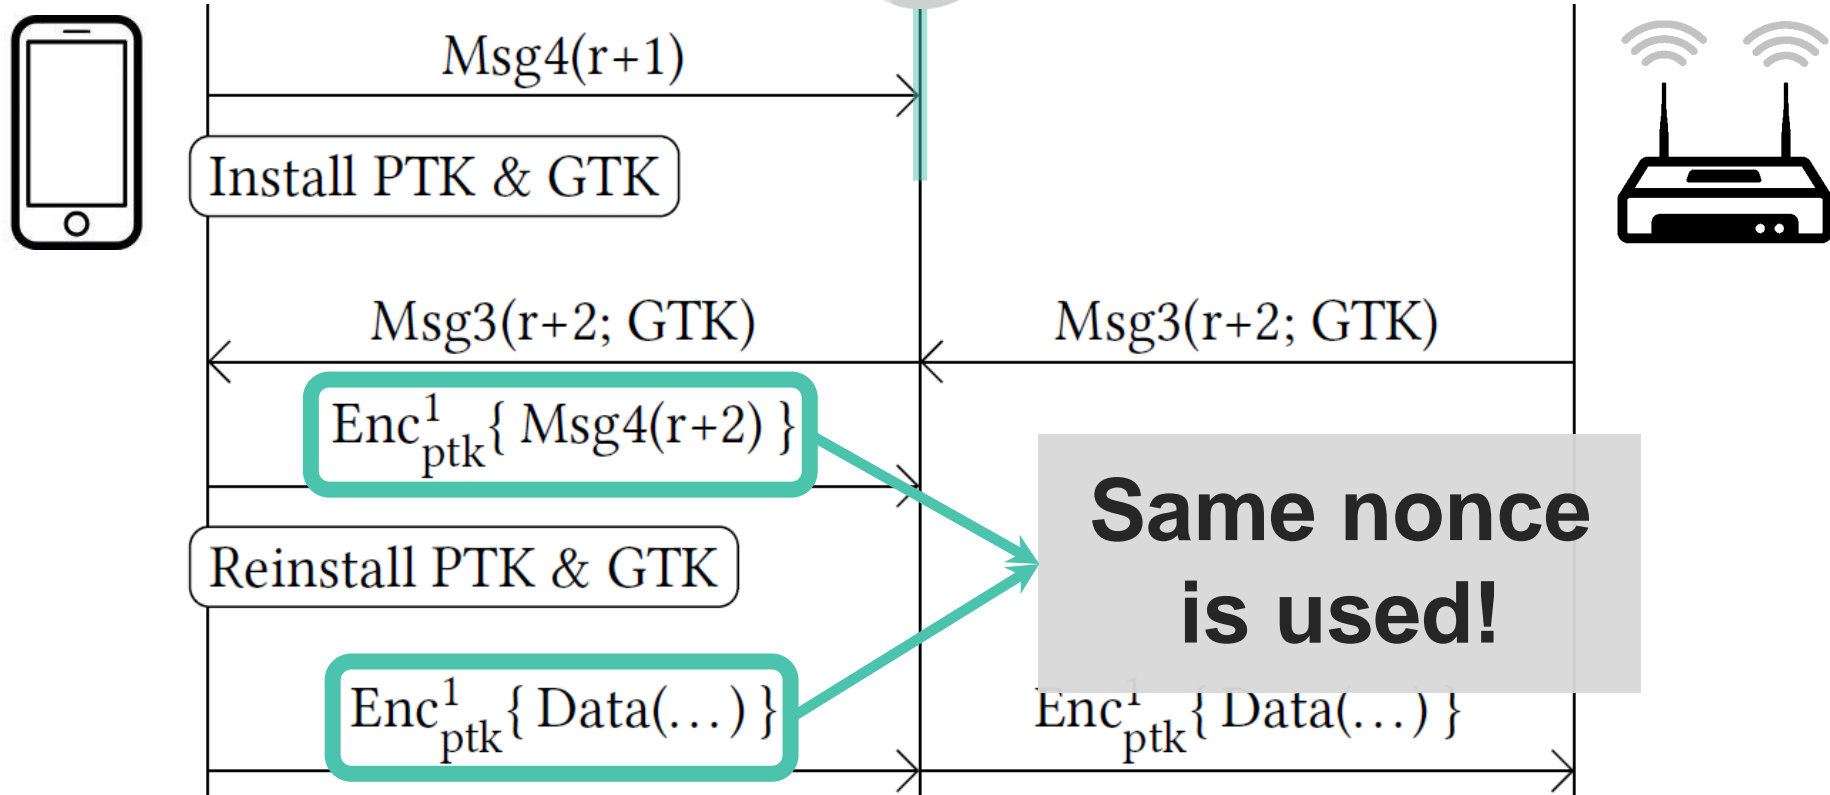 Msg4(r+1)
Install PTK & GTK
Msg3(r+2; GTK)
Msg3(r+2; GTK)
Enc¹ptk{ Msg4(r+2) }
Same nonce
is used!
Reinstall PTK & GTK
Enc¹ptk{ Data(…) }
Enc¹ptk{ Data(…) }